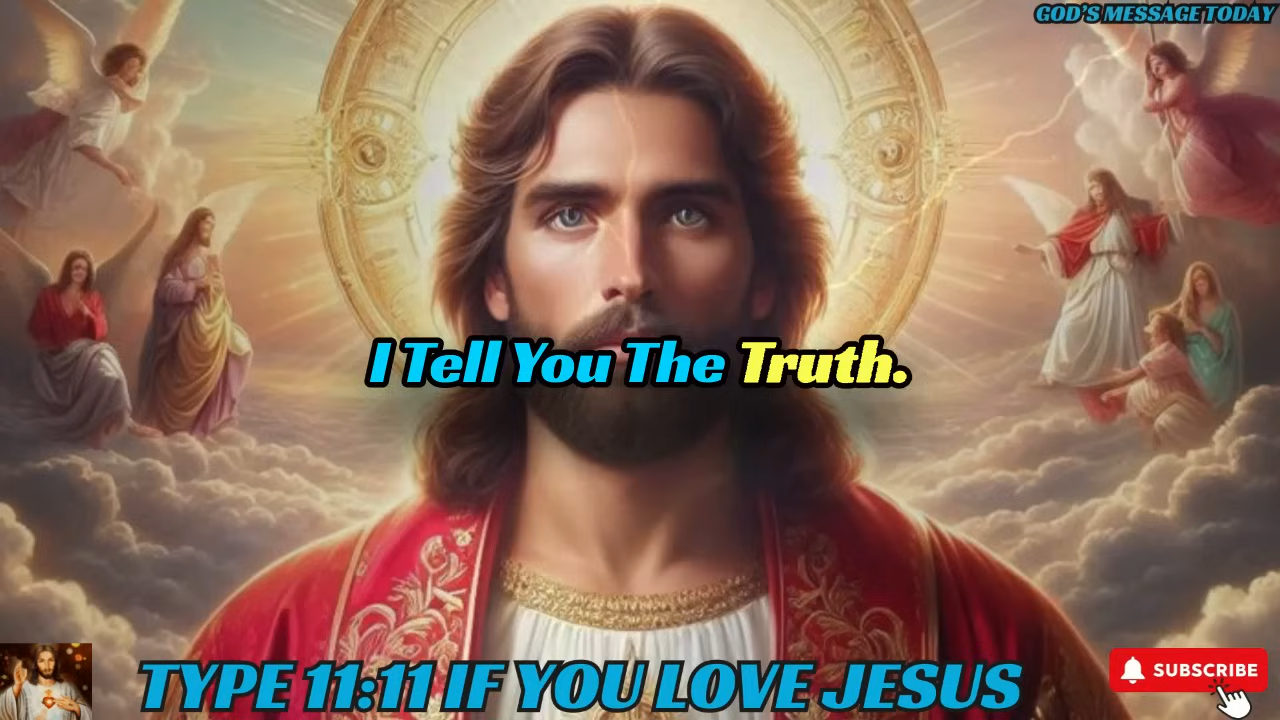 GOD'S MESSAGE TODAY
I Tell You The Truth.
TYPE 11:11 IF YOU LOVE JESUS
SUBSCRIBE